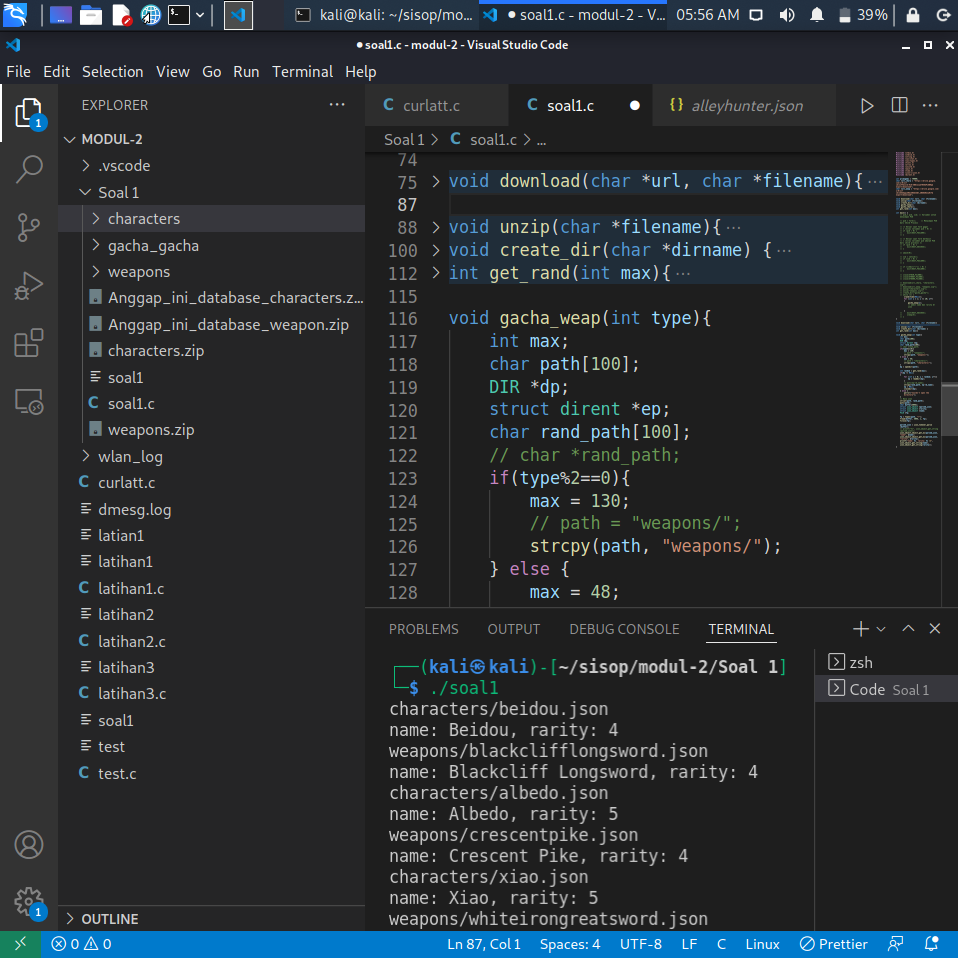 kali@kali: ~/sisop/mo...
● soal1.c - modul-2 - V...
05:56 AM
39%
● soal1.c - modul-2 - Visual Studio Code
File Edit Selection View Go Run Terminal Help
EXPLORER
MODUL-2
.vscode
Soal 1
characters
gacha_gacha
weapons
Anggap_ini_database_characters.z...
Anggap_ini_database_weapon.zip
characters.zip
soal1
C soal1.c
weapons.zip
wlan_log
C curlatt.c
dmesg.log
latian1
latihan1
C latihan1.c
latihan2
C latihan2.c
latihan3
C latihan3.c
soal1
test
C test.c
OUTLINE
1
1
C curlatt.c
C soal1.c ●
{} alleyhunter.json
Soal 1 > C soal1.c > ...
74
75 > void download(char *url, char *filename){ ...
87
88 > void unzip(char *filename){ ...
100 > void create_dir(char *dirname) { ...
112 > int get_rand(int max){ ...
115
116 void gacha_weap(int type){
117 int max;
118 char path[100];
119 DIR *dp;
120 struct dirent *ep;
121 char rand_path[100];
122 // char *rand_path;
123 if(type%2==0){
124 max = 130;
125 // path = "weapons/";
126 strcpy(path, "weapons/");
127 } else {
128 max = 48;
PROBLEMS OUTPUT DEBUG CONSOLE TERMINAL
┌──(kali㉿kali)-[~/sisop/modul-2/Soal 1]
└─$ ./soal1
characters/beidou.json
name: Beidou, rarity: 4
weapons/blackclifflongsword.json
name: Blackcliff Longsword, rarity: 4
characters/albedo.json
name: Albedo, rarity: 5
weapons/crescentpike.json
name: Crescent Pike, rarity: 4
characters/xiao.json
name: Xiao, rarity: 5
weapons/whiteirongreatsword.json
zsh
Code Soal 1
0 0
Ln 87, Col 1 Spaces: 4 UTF-8 LF C Linux Prettier